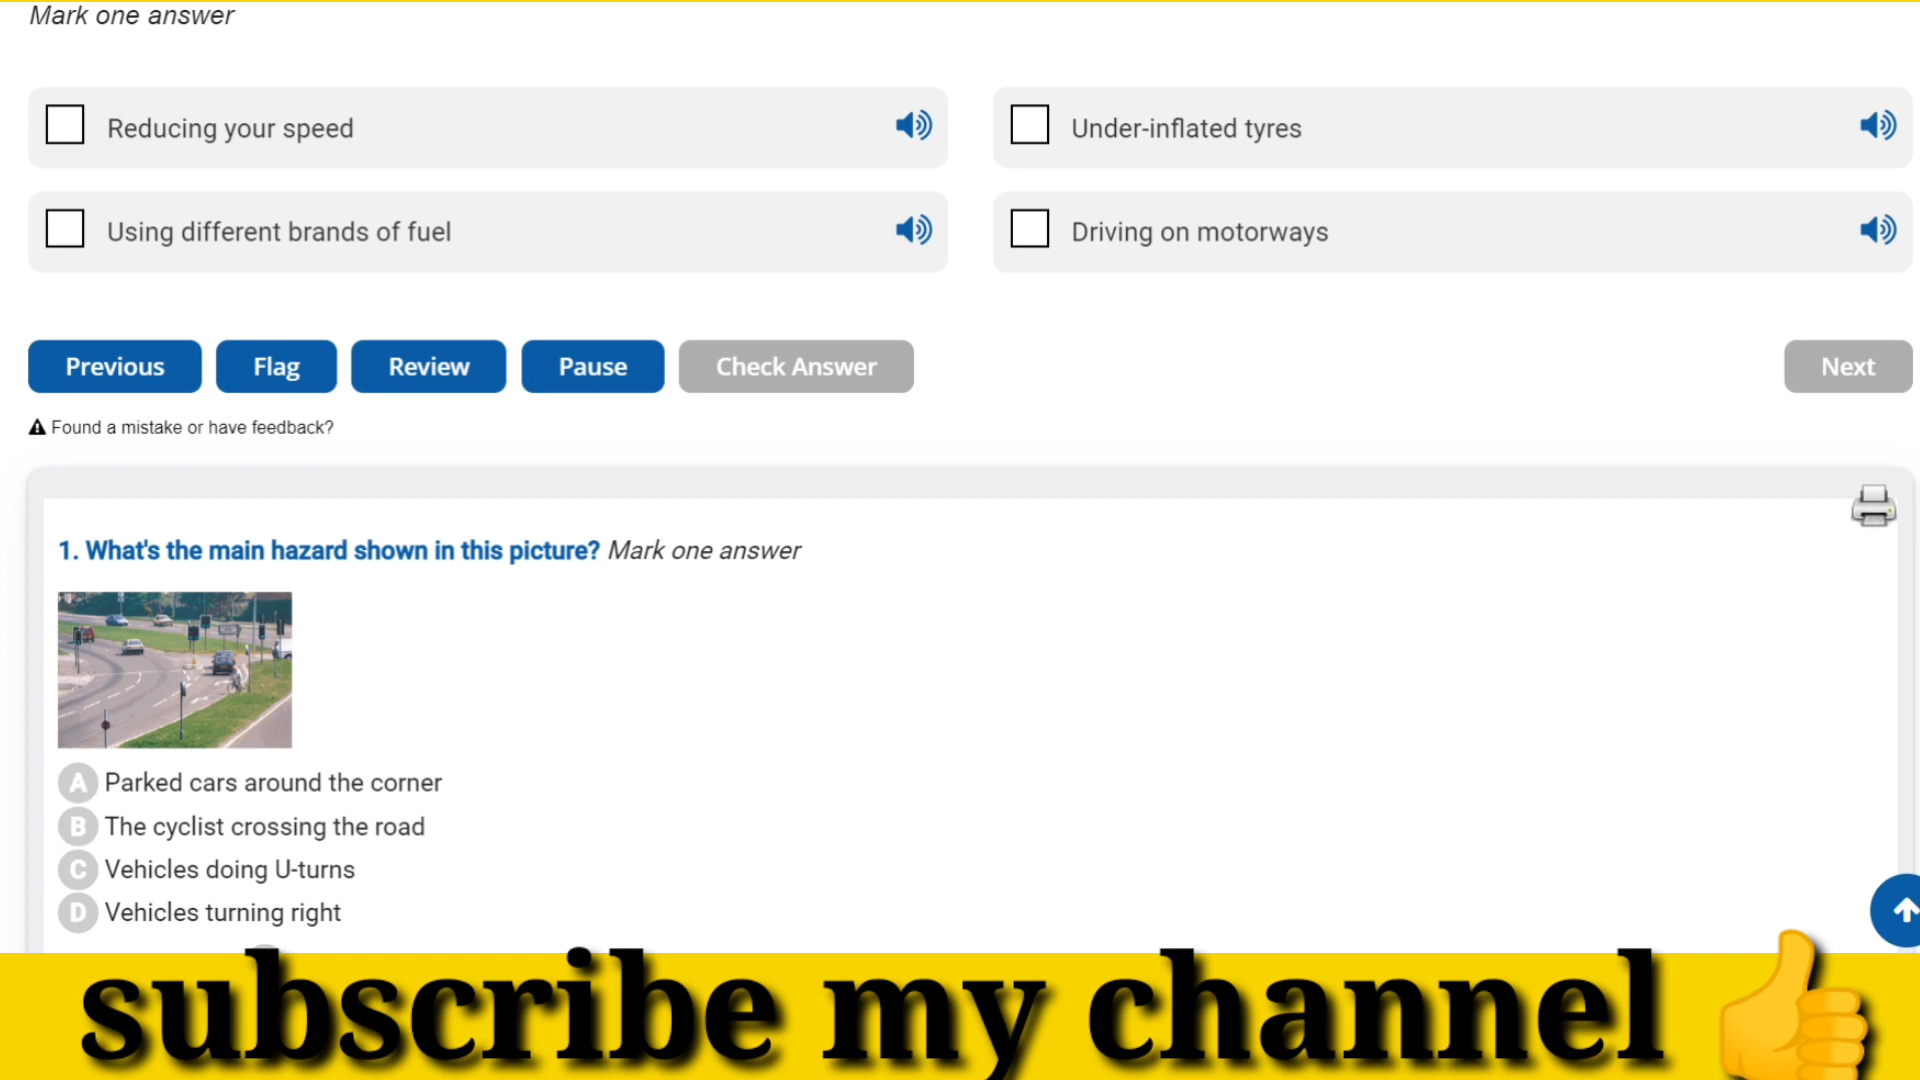 Mark one answer
Reducing your speed
Under-inflated tyres
Using different brands of fuel
Driving on motorways
Previous
Flag
Review
Pause
Check Answer
Next
Found a mistake or have feedback?
1. What's the main hazard shown in this picture? Mark one answer
A Parked cars around the corner
B The cyclist crossing the road
C Vehicles doing U-turns
D Vehicles turning right
subscribe my channel